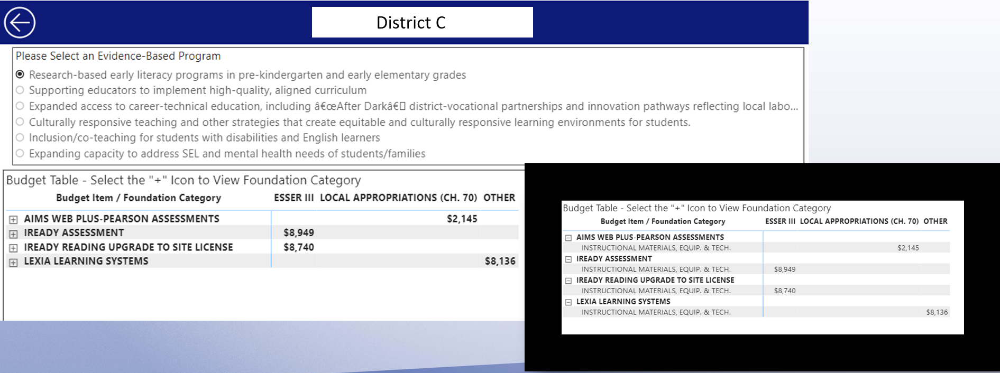 District C
Please Select an Evidence-Based Program
Research-based early literacy programs in pre-kindergarten and early elementary grades
Supporting educators to implement high-quality, aligned curriculum
Expanded access to career-technical education, including â€œAfter Darkâ€▯ district-vocational partnerships and innovation pathways reflecting local labo...
Culturally responsive teaching and other strategies that create equitable and culturally responsive learning environments for students.
Inclusion/co-teaching for students with disabilities and English learners
Expanding capacity to address SEL and mental health needs of students/families
Budget Table - Select the "+" Icon to View Foundation Category
Budget Item / Foundation Category ESSER III LOCAL APPROPRIATIONS (CH. 70) OTHER
AIMS WEB PLUS-PEARSON ASSESSMENTS $2,145
IREADY ASSESSMENT $8,949
IREADY READING UPGRADE TO SITE LICENSE $8,740
LEXIA LEARNING SYSTEMS $8,136
Budget Table - Select the "+" Icon to View Foundation Category
Budget Item / Foundation Category ESSER III LOCAL APPROPRIATIONS (CH. 70) OTHER
AIMS WEB PLUS-PEARSON ASSESSMENTS
INSTRUCTIONAL MATERIALS, EQUIP. & TECH. $2,145
IREADY ASSESSMENT
INSTRUCTIONAL MATERIALS, EQUIP. & TECH. $8,949
IREADY READING UPGRADE TO SITE LICENSE
INSTRUCTIONAL MATERIALS, EQUIP. & TECH. $8,740
LEXIA LEARNING SYSTEMS
INSTRUCTIONAL MATERIALS, EQUIP. & TECH. $8,136